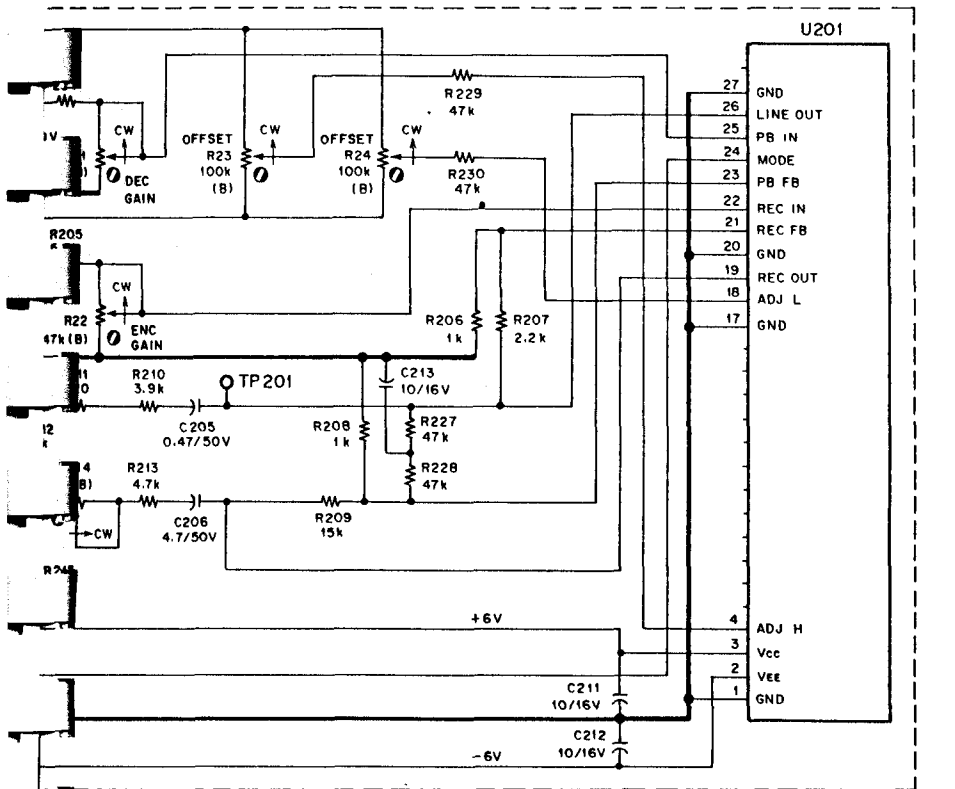 U201
27 GND
26 LINE OUT
25 PB IN
24 MODE
23 PB FB
22 REC IN
21 REC FB
20 GND
19 REC OUT
18 ADJ L
17 GND
4 ADJ H
3 Vcc
2 VEE
1 GND
R229
47k
CW
DEC
GAIN
OFFSET
R23
100k
(B)
CW
OFFSET
R24
100k
(B)
CW
R230
47k
R205
CW
R22
47k(B)
ENC
GAIN
R206
1k
R207
2.2k
R210
3.9k
TP201
C213
10/16V
C205
0.47/50V
R208
1k
R227
47k
R228
47k
R213
4.7k
C206
4.7/50V
R209
15k
CW
+6V
C211
10/16V
C212
10/16V
-6V